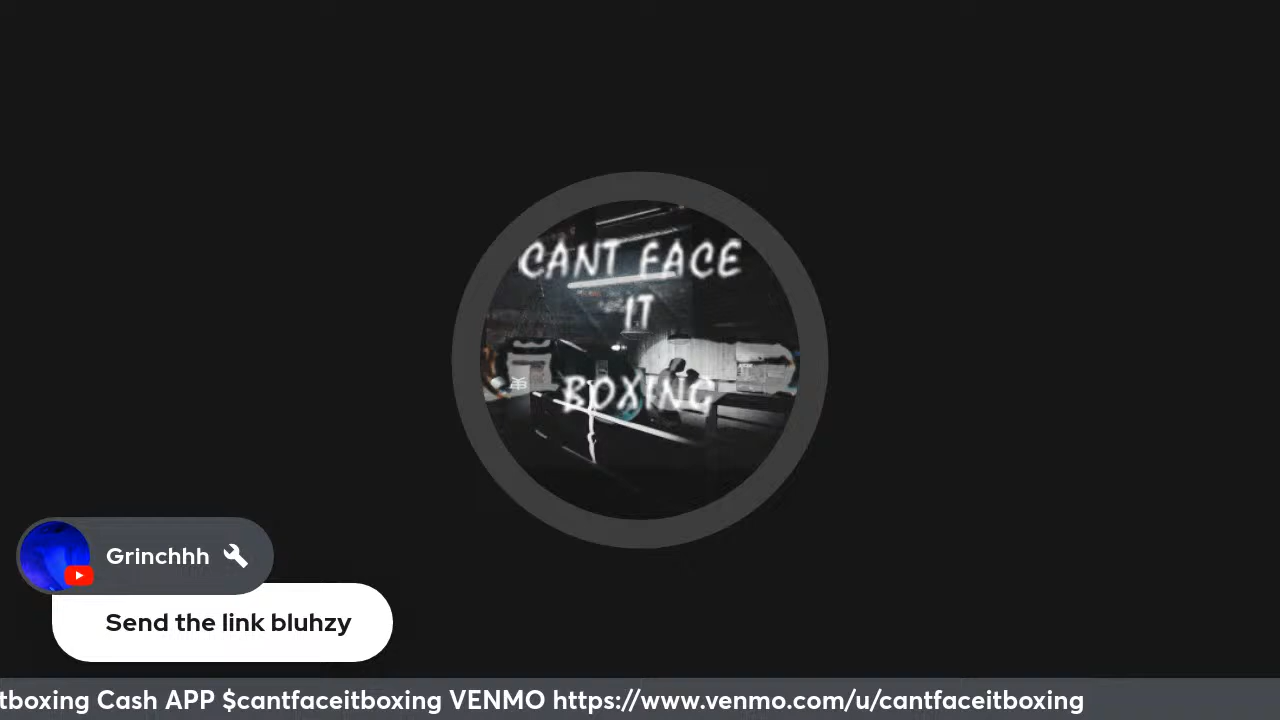 CANT FACE
IT
BOXING
Grinchhh
Send the link bluhzy
tboxing Cash APP $cantfaceitboxing VENMO https://www.venmo.com/u/cantfaceitboxing